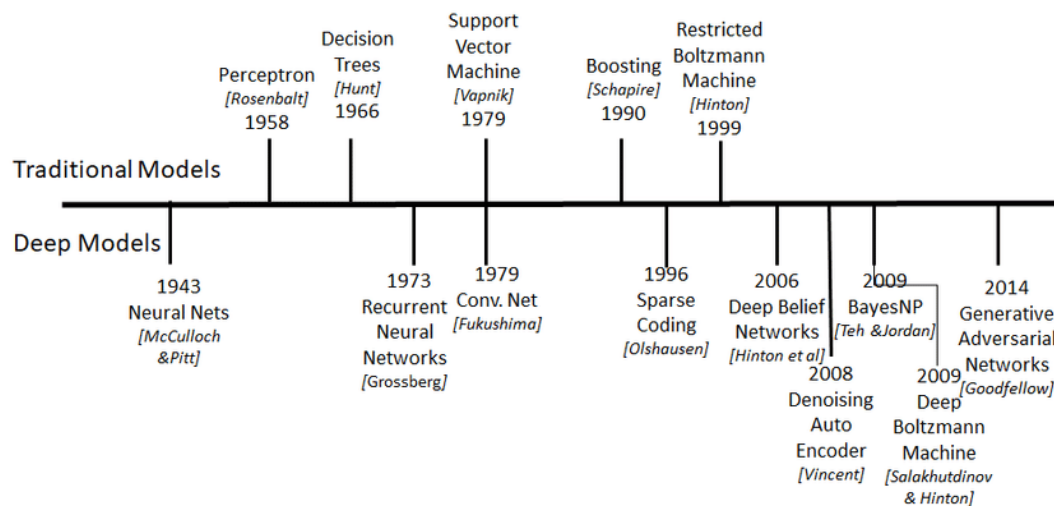 Perceptron
[Rosenbalt]
1958
Decision
Trees
[Hunt]
1966
Support
Vector
Machine
[Vapnik]
1979
Boosting
[Schapire]
1990
Restricted
Boltzmann
Machine
[Hinton]
1999
Traditional Models
Deep Models
1943
Neural Nets
[McCulloch
&Pitt]
1973
Recurrent
Neural
Networks
[Grossberg]
1979
Conv. Net
[Fukushima]
1996
Sparse
Coding
[Olshausen]
2006
Deep Belief
Networks
[Hinton et al]
2008
Denoising
Auto
Encoder
[Vincent]
2009
BayesNP
[Teh &Jordan]
2009
Deep
Boltzmann
Machine
[Salakhutdinov
& Hinton]
2014
Generative
Adversarial
Networks
[Goodfellow]